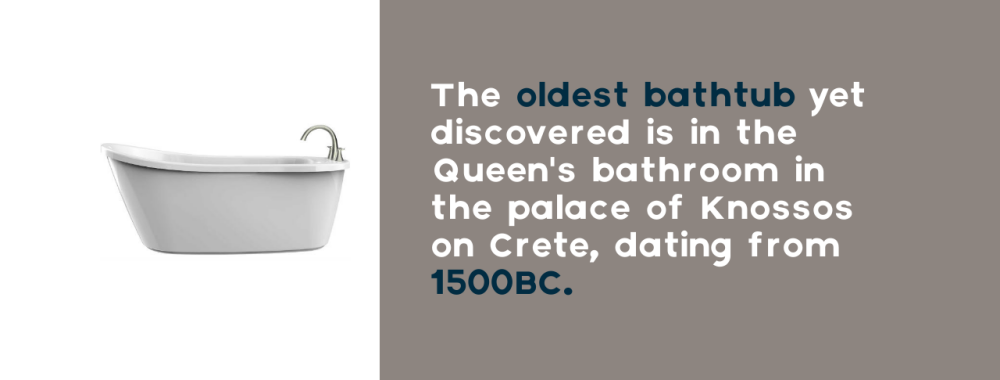 The oldest bathtub yet
discovered is in the
Queen's bathroom in
the palace of Knossos
on Crete, dating from
1500BC.